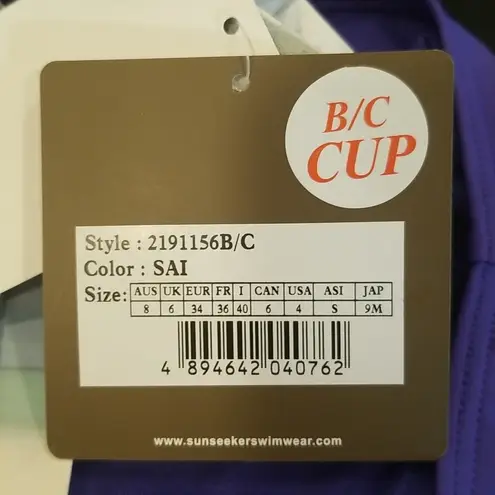 B/C
CUP
Style : 2191156B/C
Color : SAI
Size: AUS UK EUR FR I CAN USA ASI JAP
8 6 34 36 40 6 4 S 9M
4 894642 040762
www.sunseekerswimwear.com